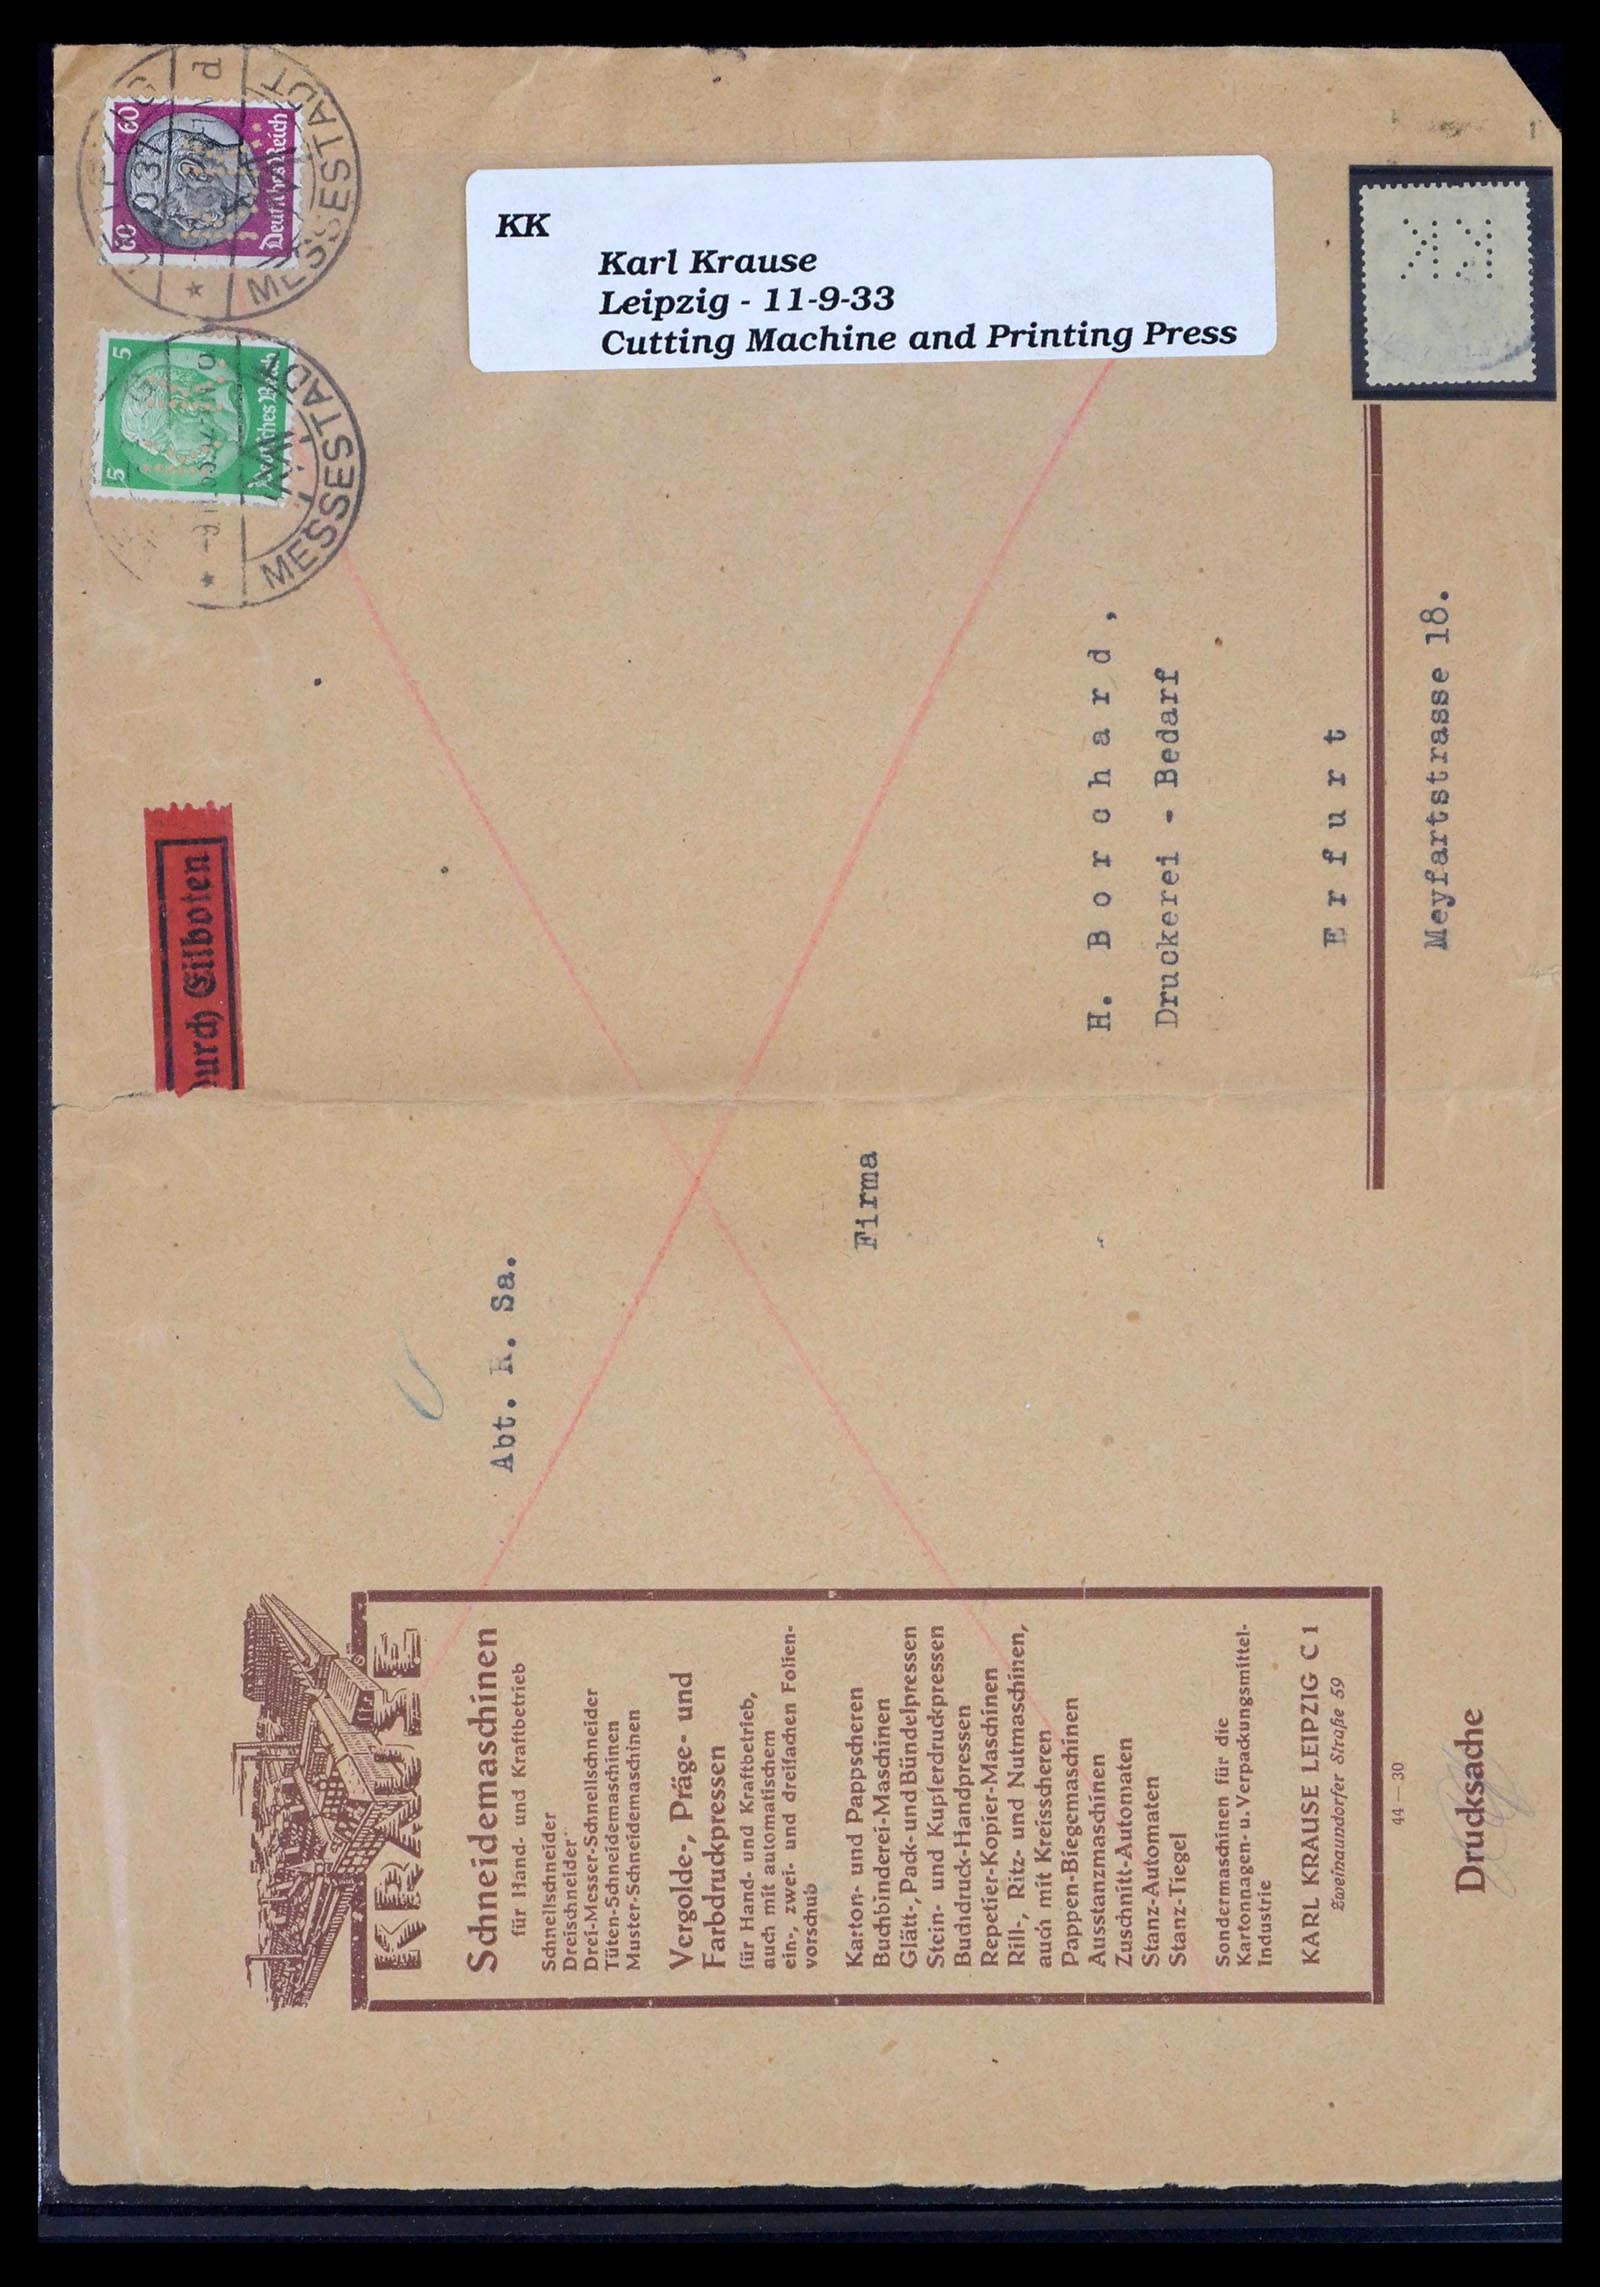 KK
Karl Krause
Leipzig - 11-9-33
Cutting Machine and Printing Press
60 60
Deutsches Reich
MESSESTADT
d
5 5
Deutsches Reich
MESSESTADT
KK
urch Eilboten
Abt. R. Sa.
Firma
H. Borchard,
Druckerei - Bedarf
Erfurt
Meyfartstrasse 18.
KRAUSE
Schneidemaschinen
für Hand- und Kraftbetrieb
Schnellschneider
Dreischneider
Drei-Messer-Schnellschneider
Tüten-Schneidemaschinen
Muster-Schneidemaschinen
Vergolde-, Präge- und
Farbdruckpressen
für Hand- und Kraftbetrieb,
auch mit automatischem
ein-, zwei- und dreifachen Folien-
vorschub
Karton- und Pappscheren
Buchbinderei-Maschinen
Glätt-, Pack- und Bündelpressen
Stein- und Kupferdruckpressen
Buchdruck-Handpressen
Repetier-Kopier-Maschinen
Rill-, Ritz- und Nutmaschinen,
auch mit Kreisscheren
Pappen-Biegemaschinen
Ausstanzmaschinen
Zuschnitt-Automaten
Stanz-Automaten
Stanz-Tiegel
Sondermaschinen für die
Kartonnagen- u. Verpackungsmittel-
Industrie
KARL KRAUSE LEIPZIG C 1
Zweinaundorfer Straße 59
44—30
Drucksache